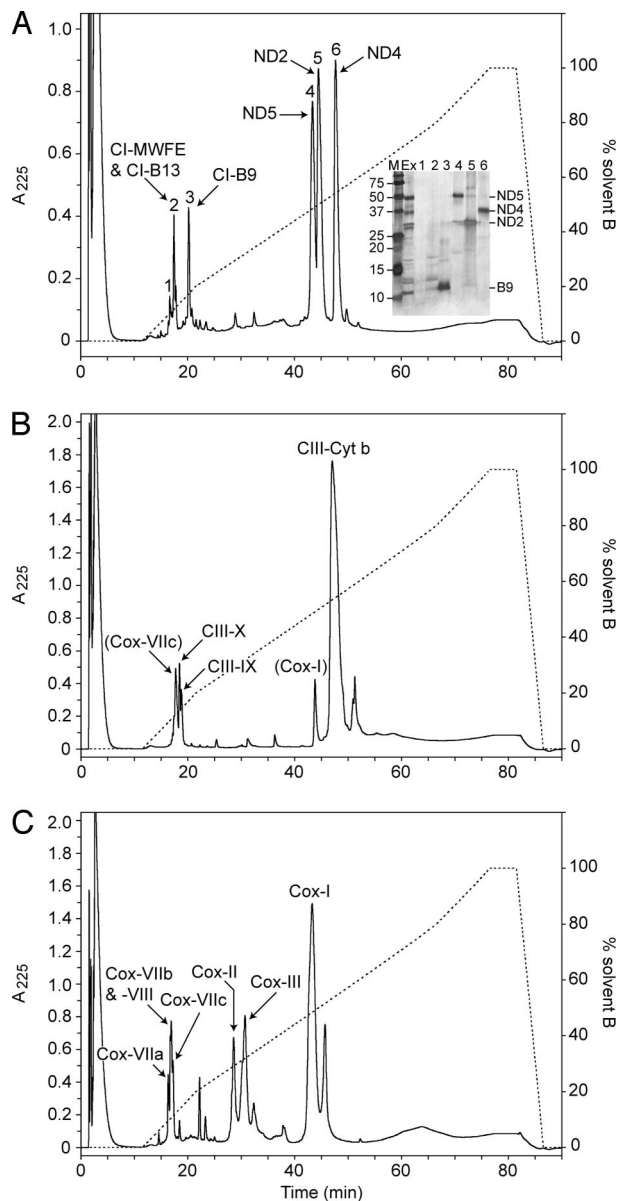 A
1.0
0.8
0.6
0.4
0.2
0
A225
100
80
60
40
20
0
% solvent B
ND2
5
6
ND4
4
ND5
CI-MWFE
& CI-B13
CI-B9
2
3
1
M Ex 1 2 3 4 5 6
75
50
37
25
20
15
10
ND5
ND4
ND2
B9
0 20 40 60 80
B
2.0
1.8
1.6
1.4
1.2
1.0
0.8
0.6
0.4
0.2
0
A225
100
80
60
40
20
0
% solvent B
CIII-Cyt b
(Cox-VIIc)
CIII-X
CIII-IX
(Cox-I)
0 20 40 60 80
C
2.0
1.8
1.6
1.4
1.2
1.0
0.8
0.6
0.4
0.2
0
A225
100
80
60
40
20
0
% solvent B
Cox-I
Cox-VIIb
& -VIII
Cox-II
Cox-VIIc
Cox-III
Cox-VIIa
0 20 40 60 80
Time (min)